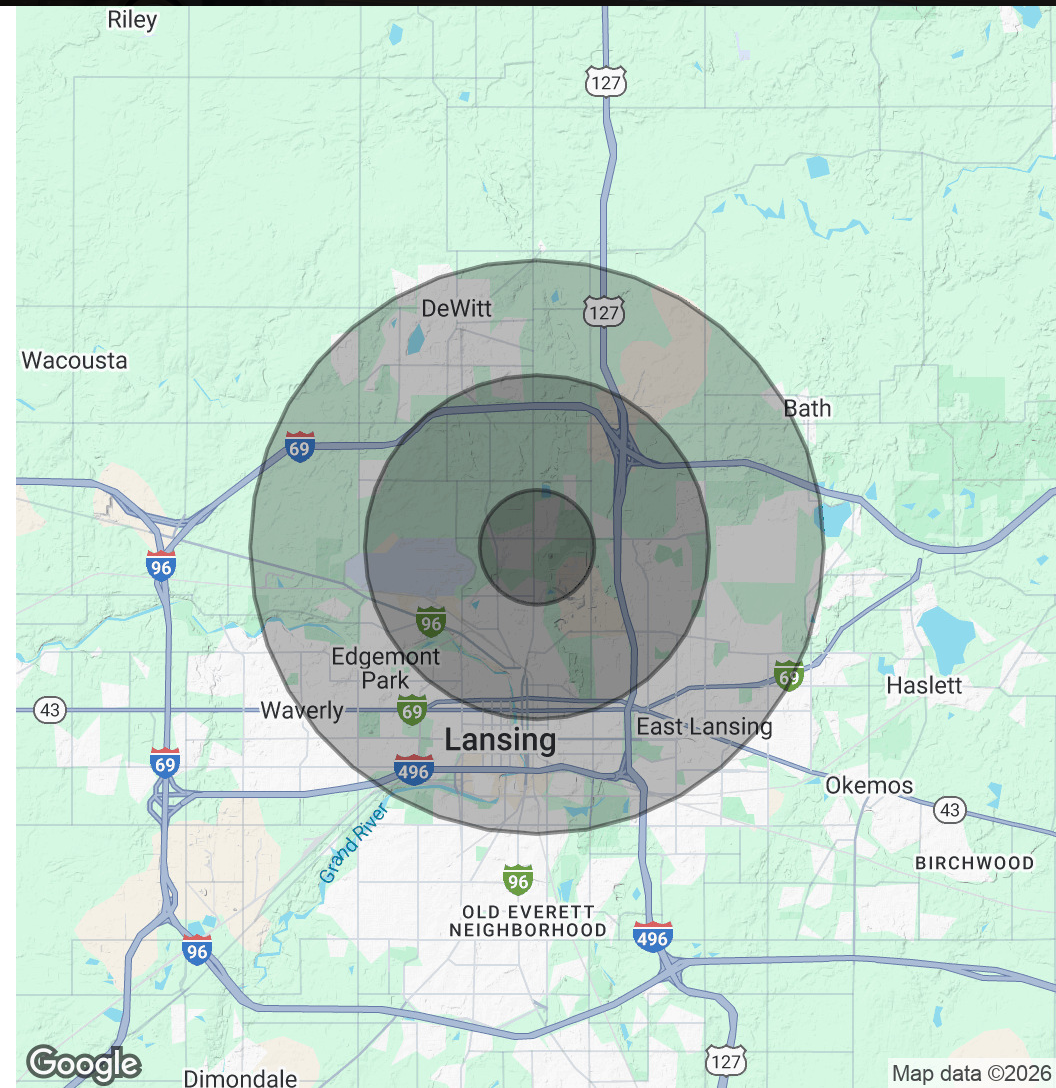 Riley
127
DeWitt
127
Wacousta
Bath
69
96
96
Edgemont
Park
69
Haslett
43
Waverly
69
East Lansing
Lansing
69
496
Okemos
43
Grand River
BIRCHWOOD
96
OLD EVERETT
NEIGHBORHOOD
496
96
127
Google
Dimondale
Map data ©2026